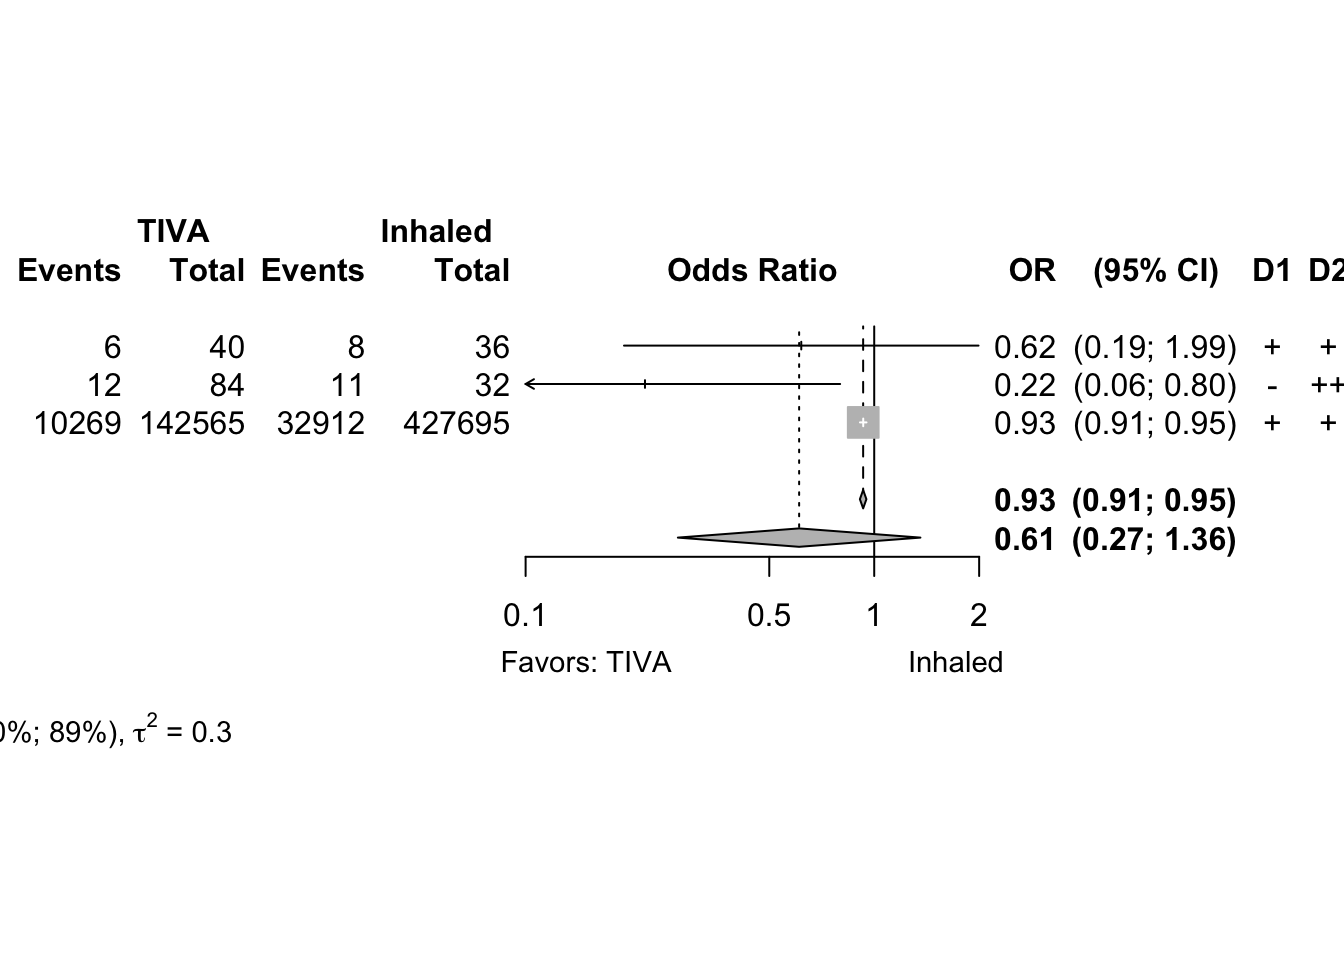 TIVA Inhaled
Events Total Events Total Odds Ratio OR (95% CI) D1 D2
6 40 8 36 0.62 (0.19; 1.99) + +
12 84 11 32 0.22 (0.06; 0.80) - ++
10269 142565 32912 427695 0.93 (0.91; 0.95) + +
0.93 (0.91; 0.95)
0.61 (0.27; 1.36)
0.1 0.5 1 2
Favors: TIVA Inhaled
0%; 89%), τ² = 0.3